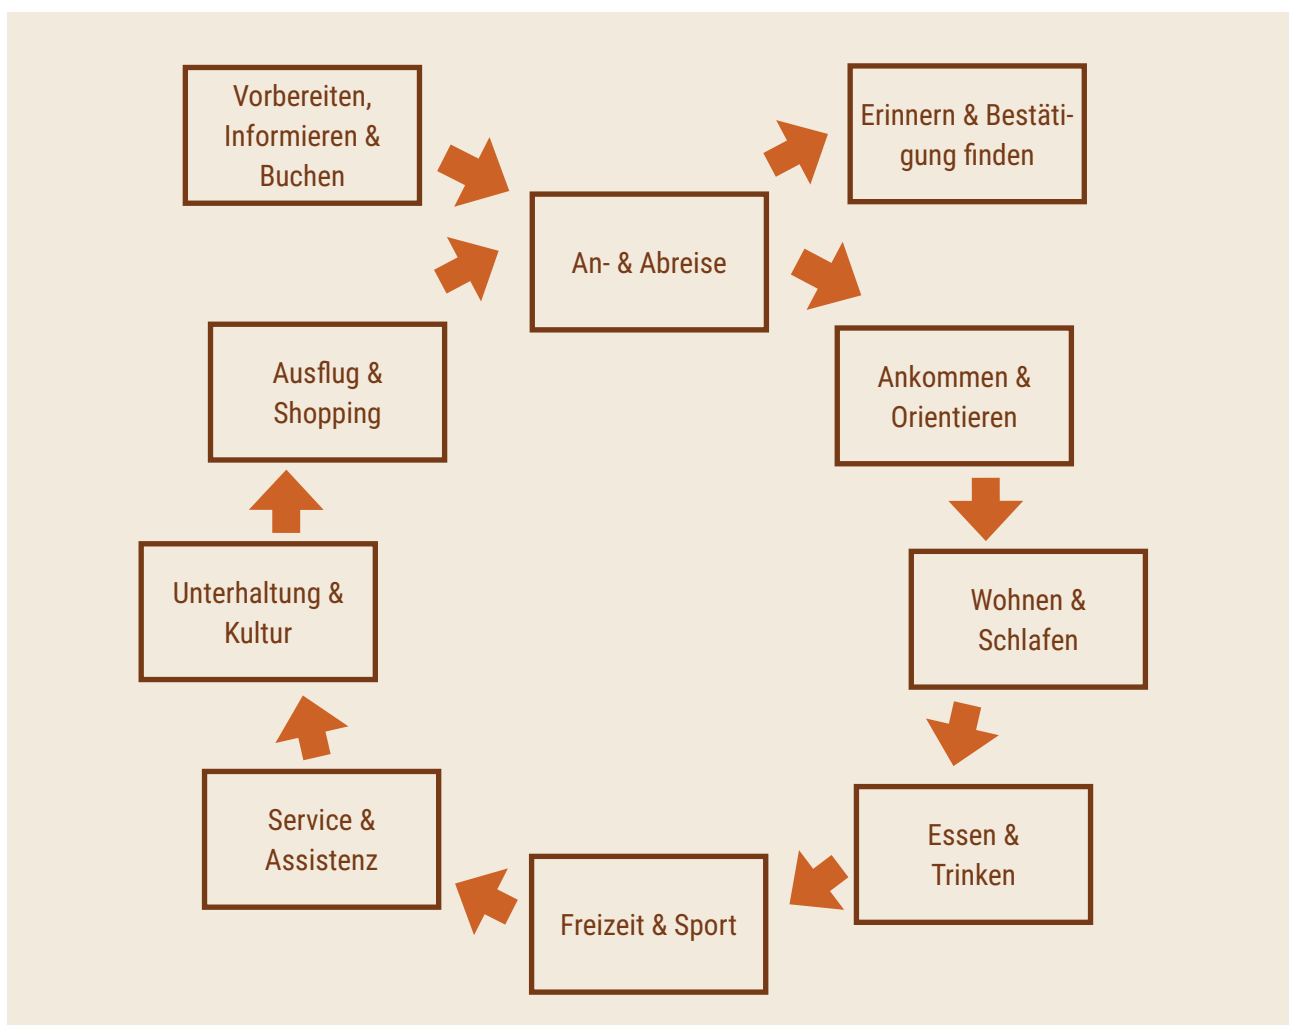 Vorbereiten,
Informieren &
Buchen
Erinnern & Bestäti-
gung finden
An- & Abreise
Ankommen &
Orientieren
Wohnen &
Schlafen
Essen &
Trinken
Freizeit & Sport
Service &
Assistenz
Unterhaltung &
Kultur
Ausflug &
Shopping